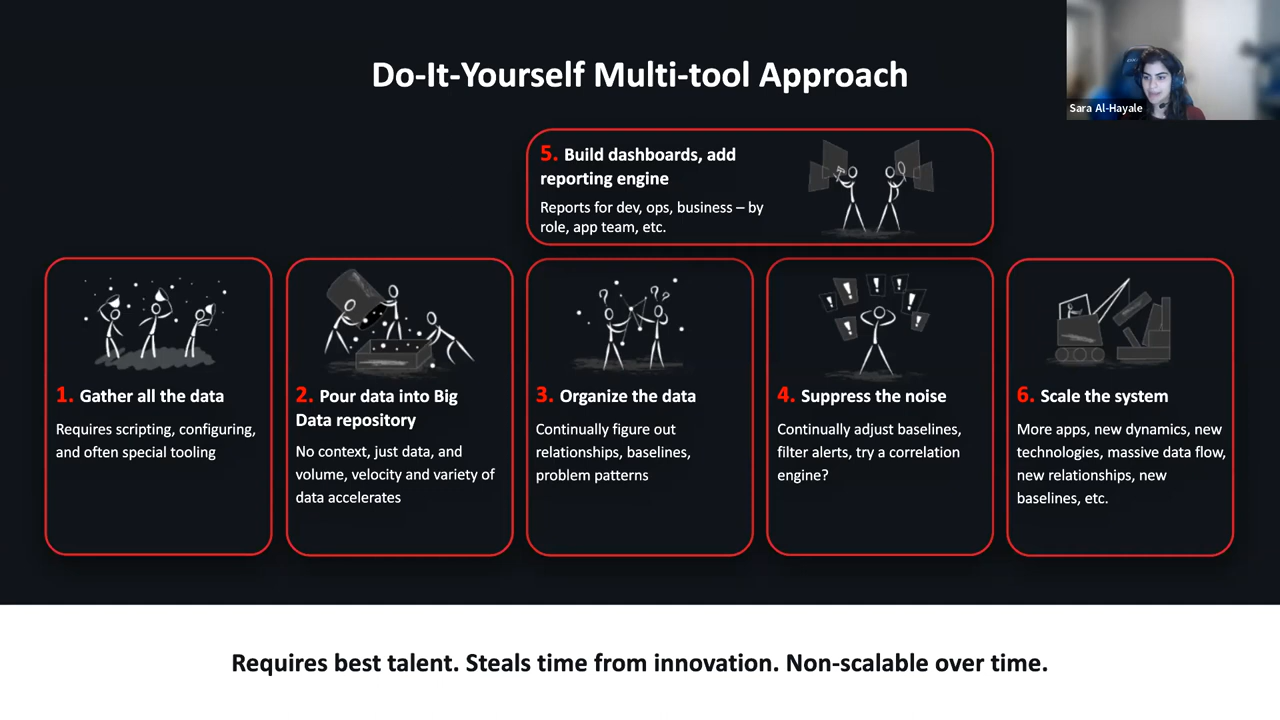 Do-It-Yourself Multi-tool Approach
Sara Al-Hayale
5. Build dashboards, add
reporting engine
Reports for dev, ops, business – by
role, app team, etc.
1. Gather all the data
Requires scripting, configuring,
and often special tooling
2. Pour data into Big
Data repository
No context, just data, and
volume, velocity and variety of
data accelerates
3. Organize the data
Continually figure out
relationships, baselines,
problem patterns
4. Suppress the noise
Continually adjust baselines,
filter alerts, try a correlation
engine?
6. Scale the system
More apps, new dynamics, new
technologies, massive data flow,
new relationships, new
baselines, etc.
Requires best talent. Steals time from innovation. Non-scalable over time.